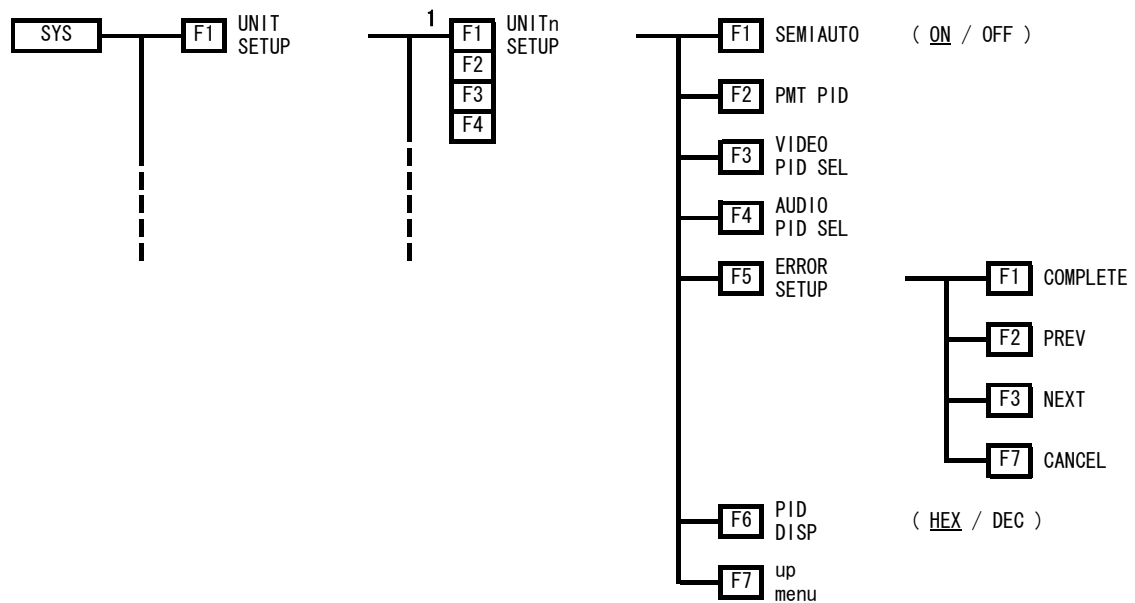 SYS
F1 UNIT
SETUP
1
F1 UNITn
SETUP
F2
F3
F4
F1 SEMIAUTO ( ON / OFF )
F2 PMT PID
F3 VIDEO
PID SEL
F4 AUDIO
PID SEL
F5 ERROR
SETUP
F1 COMPLETE
F2 PREV
F3 NEXT
F7 CANCEL
F6 PID
DISP ( HEX / DEC )
F7 up
menu